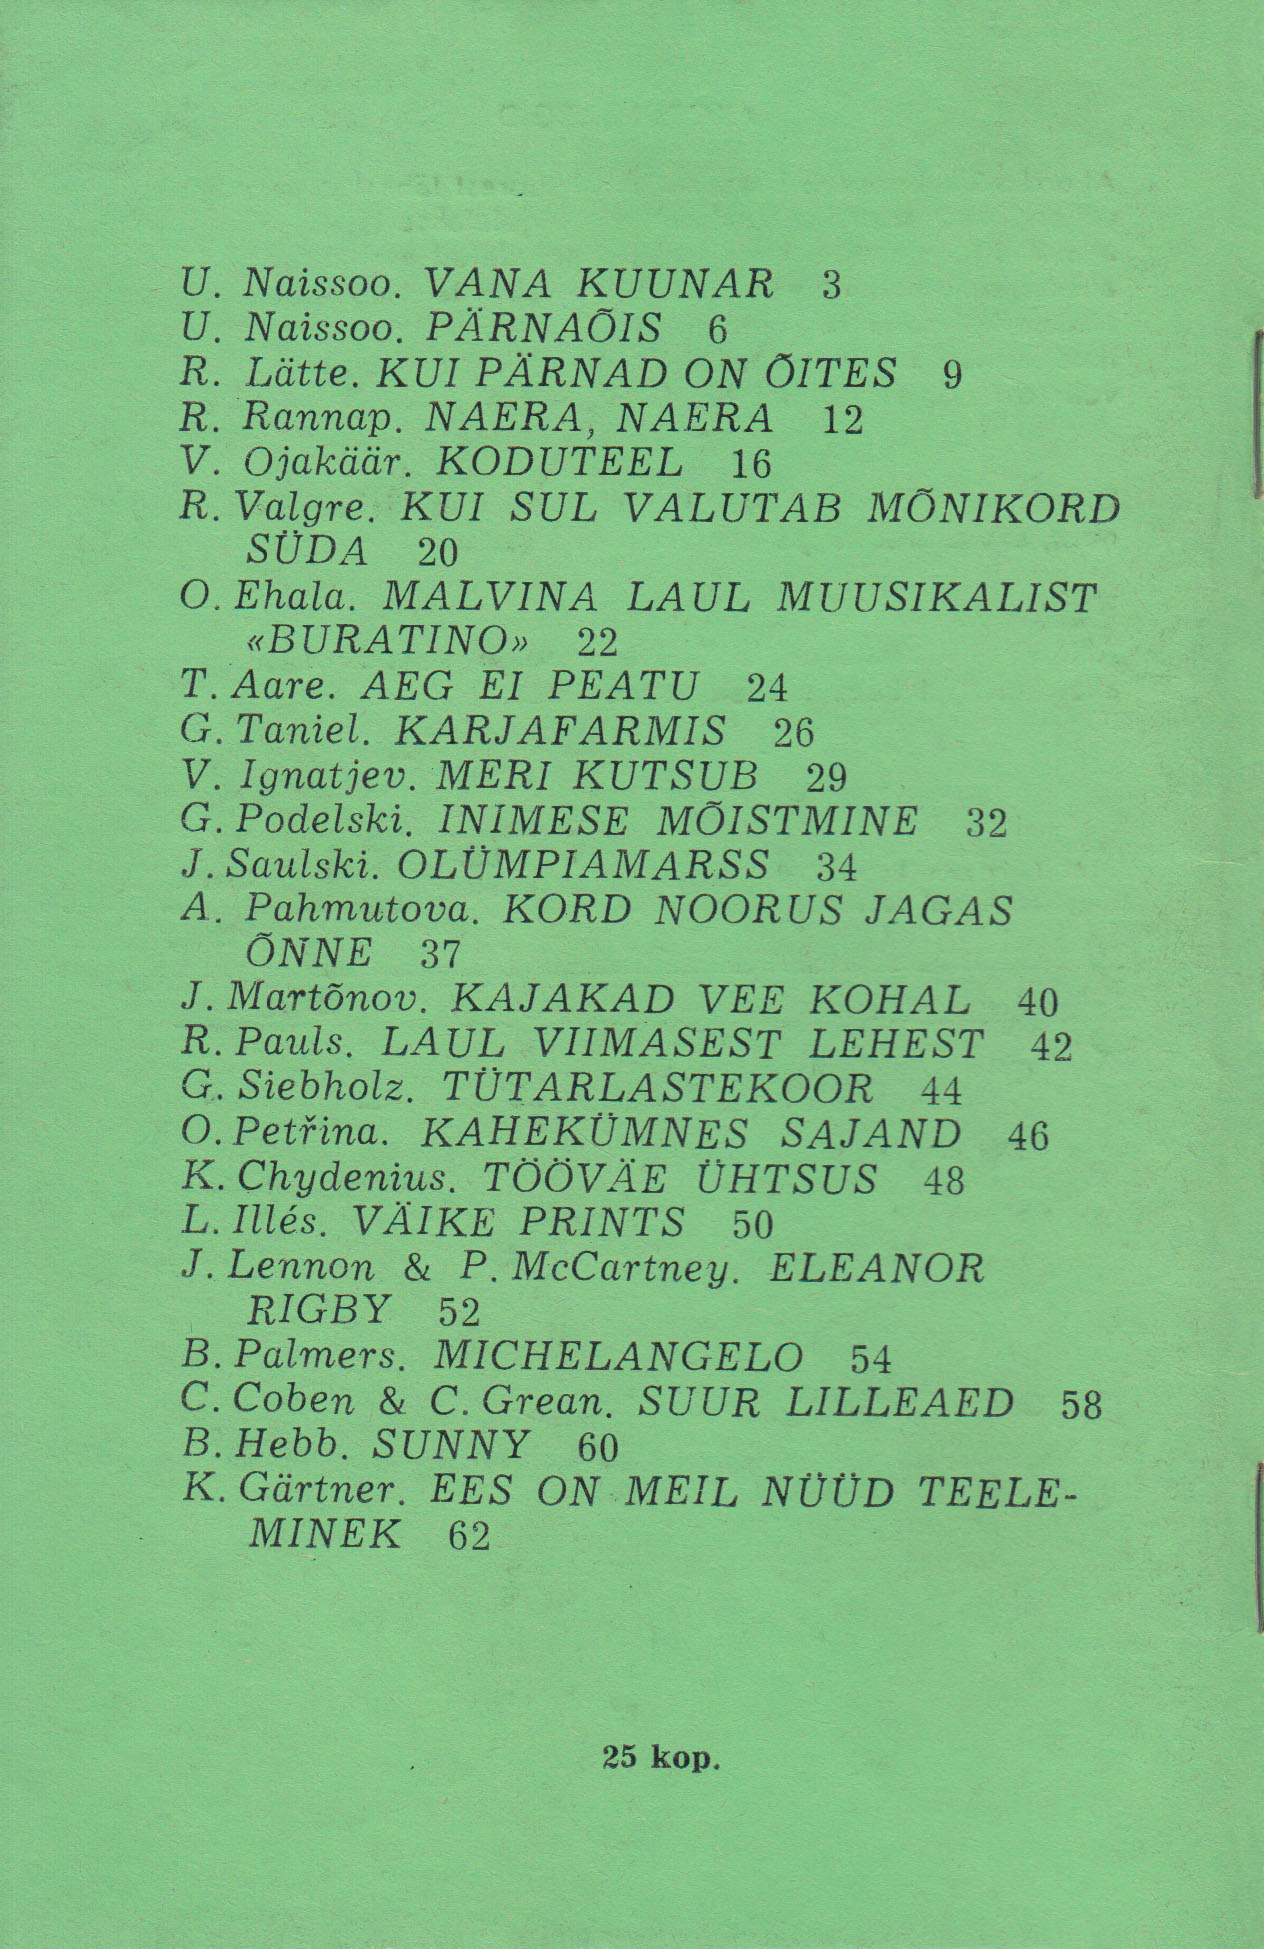 U. Naissoo. VANA KUUNAR 3
U. Naissoo. PÄRNAÕIS 6
R. Lätte. KUI PÄRNAD ON ÕITES 9
R. Rannap. NAERA, NAERA 12
V. Ojakäär. KODUTEEL 16
R. Valgre. KUI SUL VALUTAB MÕNIKORD
SÜDA 20
O. Ehala. MALVINA LAUL MUUSIKALIST
«BURATINO» 22
T. Aare. AEG EI PEATU 24
G. Taniel. KARJAFARMIS 26
V. Ignatjev. MERI KUTSUB 29
G. Podelski. INIMESE MÕISTMINE 32
J. Saulski. OLÜMPIAMARSS 34
A. Pahmutova. KORD NOORUS JAGAS
ÕNNE 37
J. Martõnov. KAJAKAD VEE KOHAL 40
R. Pauls. LAUL VIIMASEST LEHEST 42
G. Siebholz. TÜTARLASTEKOOR 44
O. Petřina. KAHEKÜMNES SAJAND 46
K. Chydenius. TÖÖVÄE ÜHTSUS 48
L. Illés. VÄIKE PRINTS 50
J. Lennon & P. McCartney. ELEANOR
RIGBY 52
B. Palmers. MICHELANGELO 54
C. Coben & C. Grean. SUUR LILLEAED 58
B. Hebb. SUNNY 60
K. Gärtner. EES ON MEIL NÜÜD TEELE-
MINEK 62
25 kop.